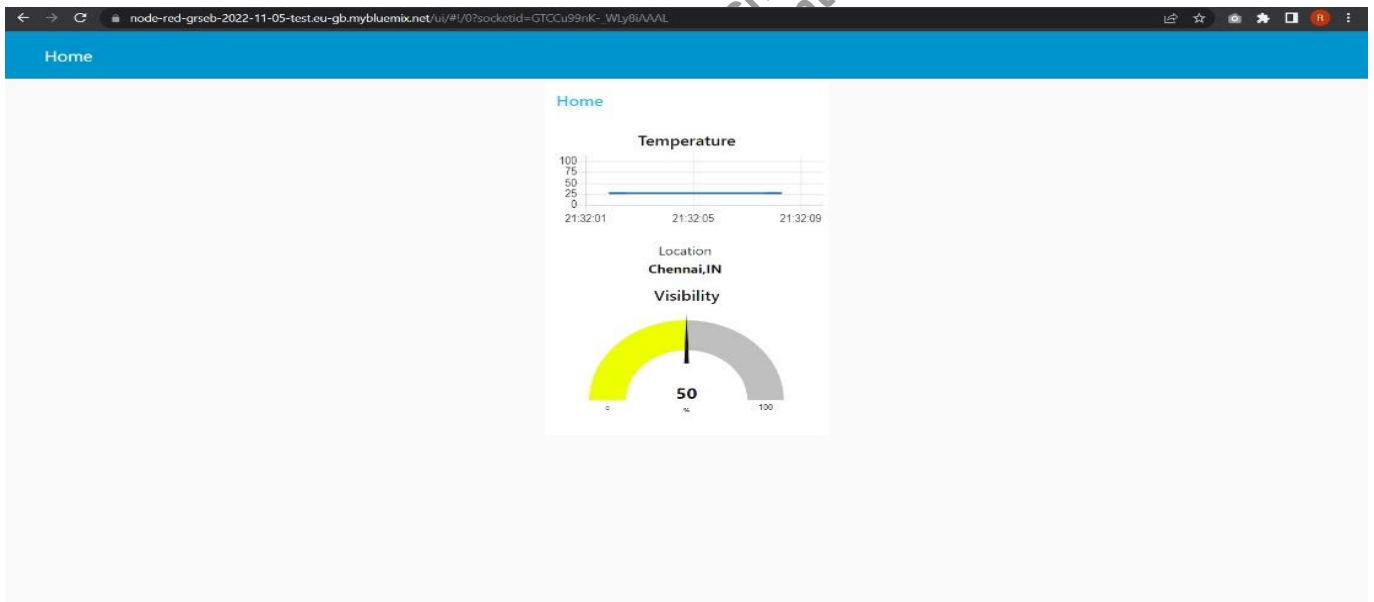 node-red-grseb-2022-11-05-test.eu-gb.mybluemix.net/ui/#!/0?socketid=GTCCu99nK-_WLy8iAAAL
R
Home
Home
Temperature
100
75
50
25
0
21:32:01 21:32:05 21:32:09
Location
Chennai,IN
Visibility
50
0 % 100